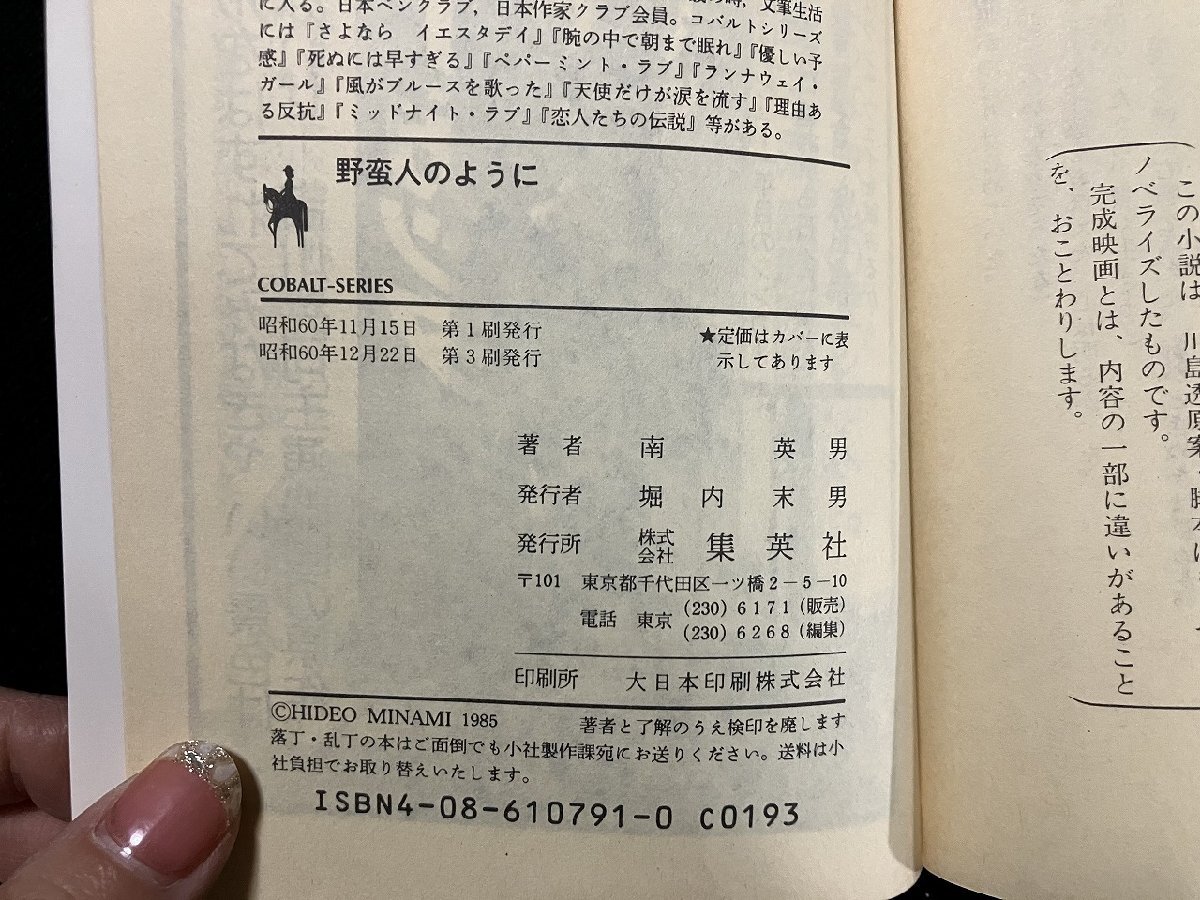 に入る。日本ペンクラブ，日本作家クラブ会員。コバルトシリーズ
には『さよなら　イエスタデイ』『腕の中で朝まで眠れ』『優しい予
感』『死ぬには早すぎる』『ペパーミント・ラブ』『ランナウェイ・
ガール』『風がブルースを歌った』『天使だけが涙を流す』『理由あ
る反抗』『ミッドナイト・ラブ』『恋人たちの伝説』等がある。
野蛮人のように
COBALT-SERIES
昭和60年11月15日　第1刷発行
昭和60年12月22日　第3刷発行
★定価はカバーに表
示してあります
著者　南　英男
発行者　堀内末男
発行所　株式会社　集英社
〒101　東京都千代田区一ツ橋2－5－10
電話　東京　(230) 6171 (販売)
(230) 6268 (編集)
印刷所　大日本印刷株式会社
©HIDEO MINAMI 1985　著者と了解のうえ検印を廃します
落丁・乱丁の本はご面倒でも小社製作課宛にお送りください。送料は小
社負担でお取り替えいたします。
ISBN4-08-610791-0 C0193
この小説は、川島透原案
ノベライズしたものです。
完成映画とは、内容の一部に違いがあること
を、おことわりします。